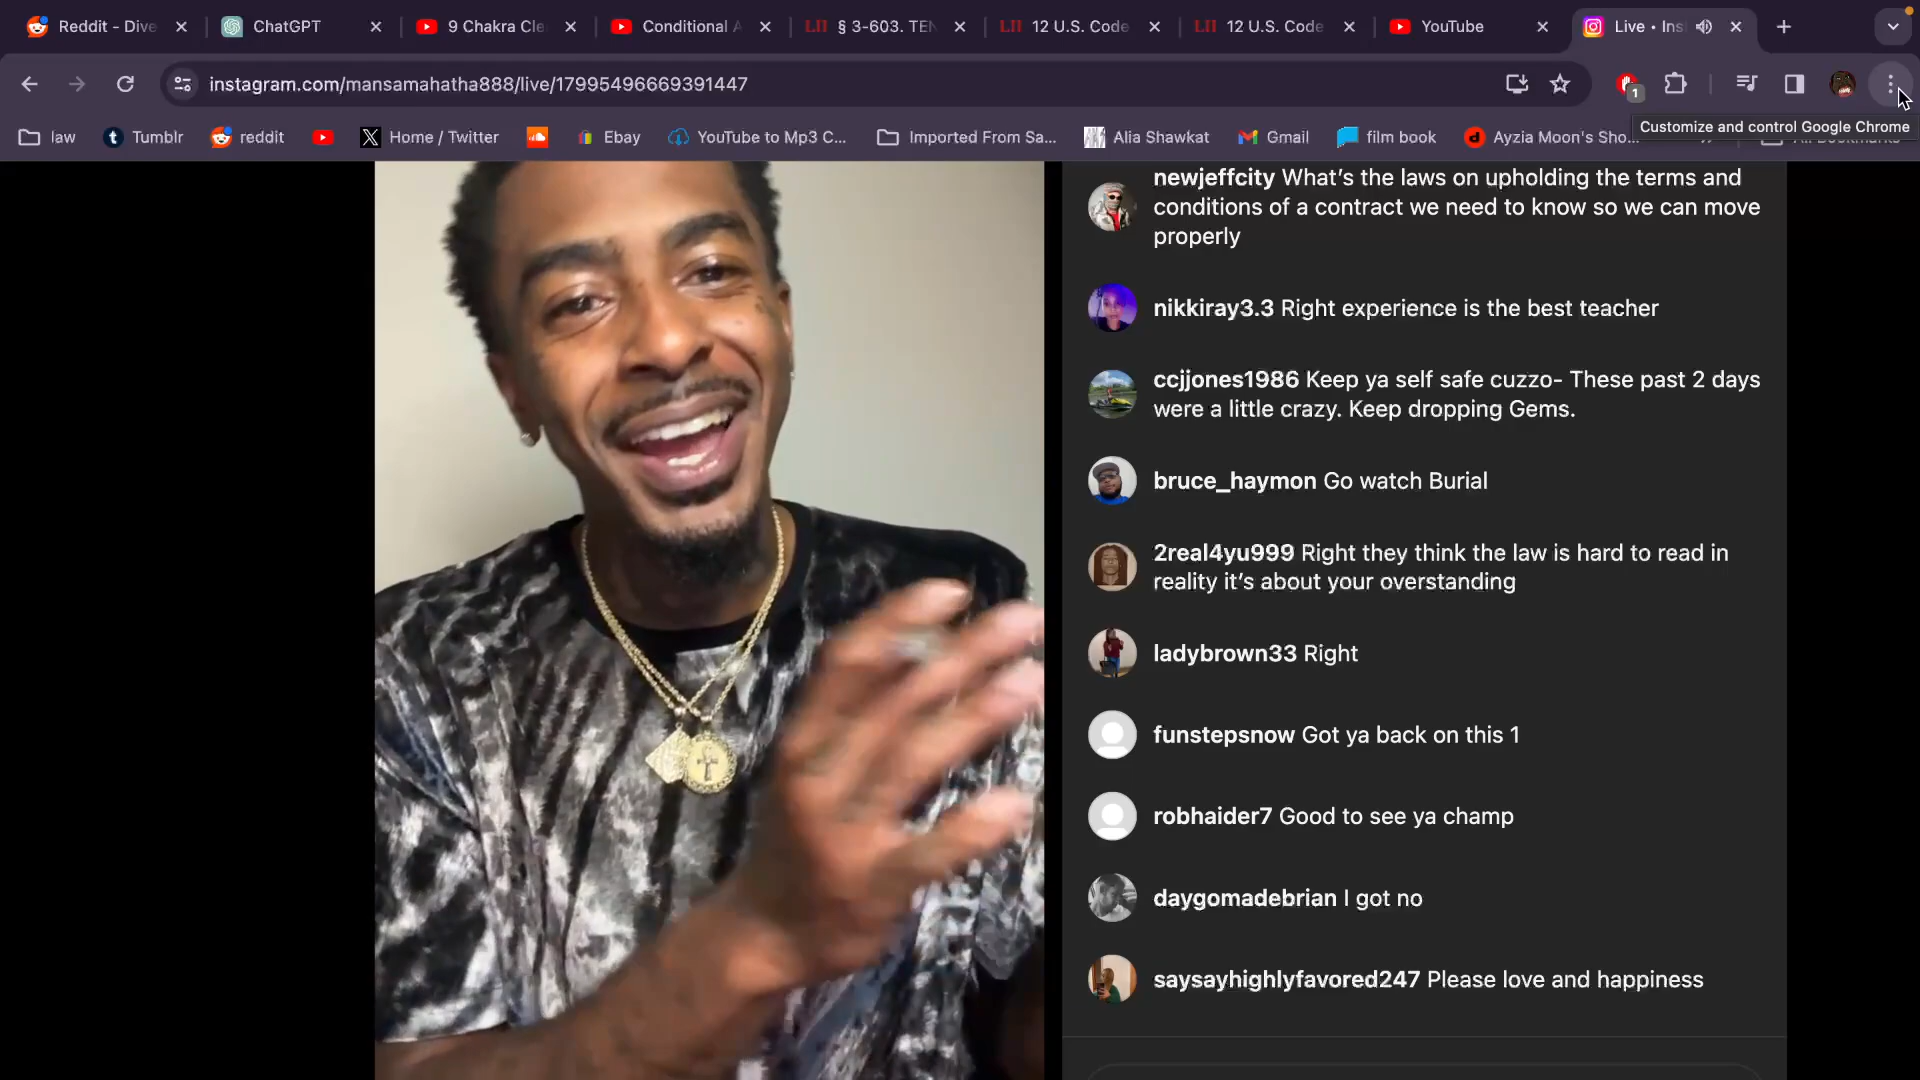 Reddit - Dive
ChatGPT
9 Chakra Cle
Conditional A
LII § 3-603. TEN
LII 12 U.S. Code
LII 12 U.S. Code
YouTube
Live • Ins
instagram.com/mansamahatha888/live/17995496669391447
1
Customize and control Google Chrome
law
Tumblr
reddit
Home / Twitter
Ebay
YouTube to Mp3 C...
Imported From Sa...
Alia Shawkat
Gmail
film book
Ayzia Moon's Sho...
All Bookmarks
newjeffcity What's the laws on upholding the terms and
conditions of a contract we need to know so we can move
properly
nikkiray3.3 Right experience is the best teacher
ccjjones1986 Keep ya self safe cuzzo- These past 2 days
were a little crazy. Keep dropping Gems.
bruce_haymon Go watch Burial
2real4yu999 Right they think the law is hard to read in
reality it's about your overstanding
ladybrown33 Right
funstepsnow Got ya back on this 1
robhaider7 Good to see ya champ
daygomadebrian I got no
saysayhighlyfavored247 Please love and happiness